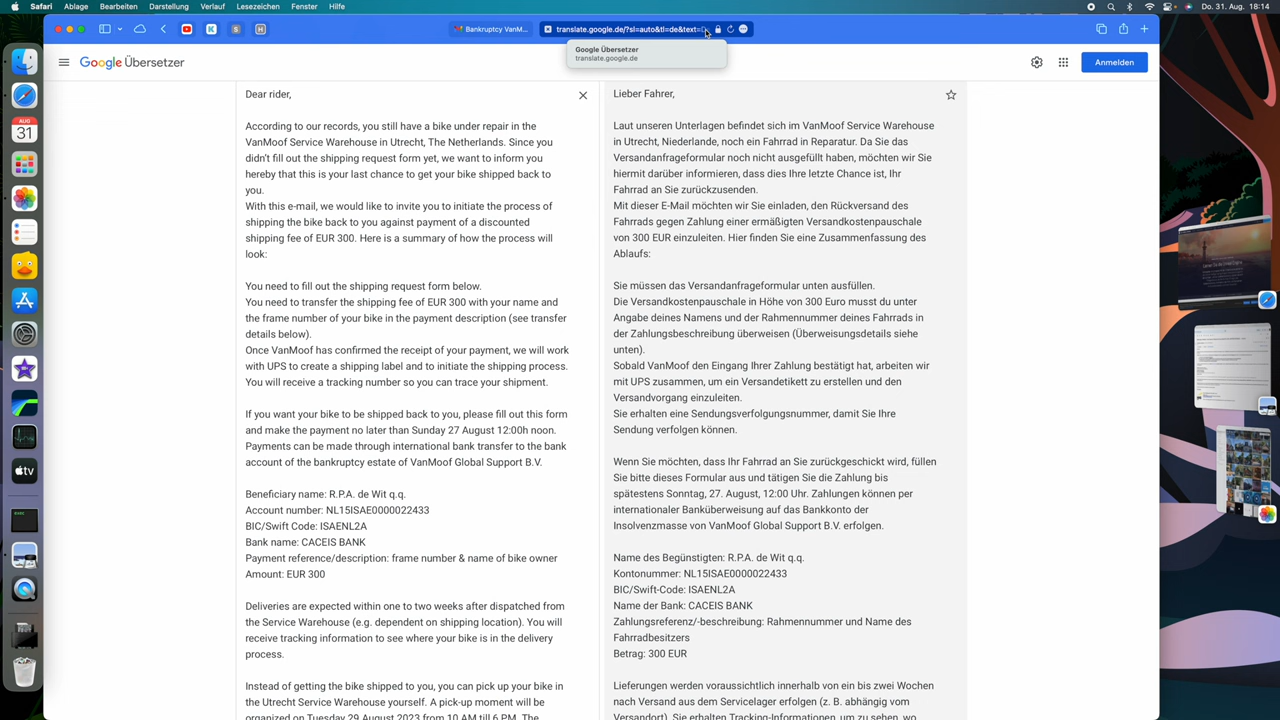 Safari Ablage Bearbeiten Darstellung Verlauf Lesezeichen Fenster Hilfe
Do. 31. Aug. 18:14
Bankruptcy VanM...
translate.google.de/?sl=auto&tl=de&text=
Google Übersetzer
translate.google.de
Google Übersetzer
Anmelden
Dear rider,
According to our records, you still have a bike under repair in the
VanMoof Service Warehouse in Utrecht, The Netherlands. Since you
didn't fill out the shipping request form yet, we want to inform you
hereby that this is your last chance to get your bike shipped back to
you.
With this e-mail, we would like to invite you to initiate the process of
shipping the bike back to you against payment of a discounted
shipping fee of EUR 300. Here is a summary of how the process will
look:
You need to fill out the shipping request form below.
You need to transfer the shipping fee of EUR 300 with your name and
the frame number of your bike in the payment description (see transfer
details below).
Once VanMoof has confirmed the receipt of your payment, we will work
with UPS to create a shipping label and to initiate the shipping process.
You will receive a tracking number so you can trace your shipment.
If you want your bike to be shipped back to you, please fill out this form
and make the payment no later than Sunday 27 August 12:00h noon.
Payments can be made through international bank transfer to the bank
account of the bankruptcy estate of VanMoof Global Support B.V.
Beneficiary name: R.P.A. de Wit q.q.
Account number: NL15ISAE0000022433
BIC/Swift Code: ISAENL2A
Bank name: CACEIS BANK
Payment reference/description: frame number & name of bike owner
Amount: EUR 300
Deliveries are expected within one to two weeks after dispatched from
the Service Warehouse (e.g. dependent on shipping location). You will
receive tracking information to see where your bike is in the delivery
process.
Instead of getting the bike shipped to you, you can pick up your bike in
the Utrecht Service Warehouse yourself. A pick-up moment will be
organized on Tuesday 29 August 2023 from 10 AM till 6 PM. The
Lieber Fahrer,
Laut unseren Unterlagen befindet sich im VanMoof Service Warehouse
in Utrecht, Niederlande, noch ein Fahrrad in Reparatur. Da Sie das
Versandanfrageformular noch nicht ausgefüllt haben, möchten wir Sie
hiermit darüber informieren, dass dies Ihre letzte Chance ist, Ihr
Fahrrad an Sie zurückzusenden.
Mit dieser E-Mail möchten wir Sie einladen, den Rückversand des
Fahrrads gegen Zahlung einer ermäßigten Versandkostenpauschale
von 300 EUR einzuleiten. Hier finden Sie eine Zusammenfassung des
Ablaufs:
Sie müssen das Versandanfrageformular unten ausfüllen.
Die Versandkostenpauschale in Höhe von 300 Euro musst du unter
Angabe deines Namens und der Rahmennummer deines Fahrrads in
der Zahlungsbeschreibung überweisen (Überweisungsdetails siehe
unten).
Sobald VanMoof den Eingang Ihrer Zahlung bestätigt hat, arbeiten wir
mit UPS zusammen, um ein Versandetikett zu erstellen und den
Versandvorgang einzuleiten.
Sie erhalten eine Sendungsverfolgungsnummer, damit Sie Ihre
Sendung verfolgen können.
Wenn Sie möchten, dass Ihr Fahrrad an Sie zurückgeschickt wird, füllen
Sie bitte dieses Formular aus und tätigen Sie die Zahlung bis
spätestens Sonntag, 27. August, 12:00 Uhr. Zahlungen können per
internationaler Banküberweisung auf das Bankkonto der
Insolvenzmasse von VanMoof Global Support B.V. erfolgen.
Name des Begünstigten: R.P.A. de Wit q.q.
Kontonummer: NL15ISAE0000022433
BIC/Swift-Code: ISAENL2A
Name der Bank: CACEIS BANK
Zahlungsreferenz/-beschreibung: Rahmennummer und Name des
Fahrradbesitzers
Betrag: 300 EUR
Lieferungen werden voraussichtlich innerhalb von ein bis zwei Wochen
nach Versand aus dem Servicelager erfolgen (z. B. abhängig vom
Versandort). Sie erhalten Tracking-Informationen, um zu sehen, wo
AUG
31
tv